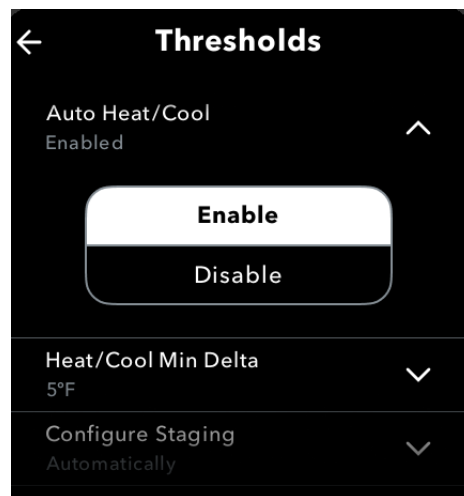 Thresholds
Auto Heat/Cool
Enabled
Enable
Disable
Heat/Cool Min Delta
5°F
Configure Staging
Automatically